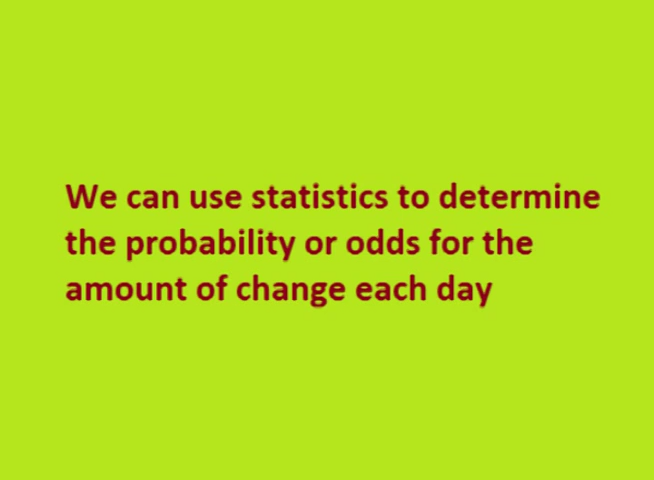 We can use statistics to determine
the probability or odds for the
amount of change each day